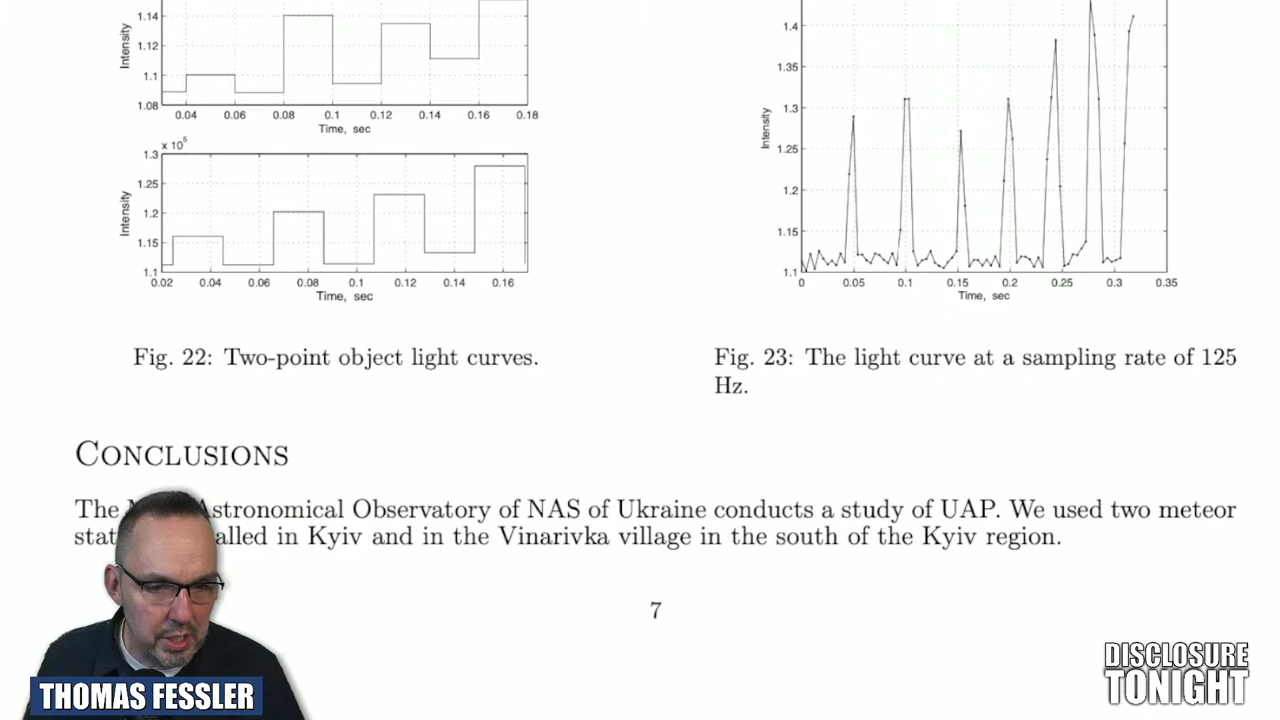 1.14
1.12
1.1
1.08
Intensity
0.04 0.06 0.08 0.1 0.12 0.14 0.16 0.18
Time, sec
x 10^5
1.3
1.25
1.2
1.15
1.1
Intensity
0.02 0.04 0.06 0.08 0.1 0.12 0.14 0.16
Time, sec
Fig. 22: Two-point object light curves.
1.4
1.35
1.3
1.25
1.2
1.15
1.1
Intensity
0 0.05 0.1 0.15 0.2 0.25 0.3 0.35
Time, sec
Fig. 23: The light curve at a sampling rate of 125
Hz.
CONCLUSIONS
The Astronomical Observatory of NAS of Ukraine conducts a study of UAP. We used two meteor
in Kyiv and in the Vinarivka village in the south of the Kyiv region.
7
THOMAS FESSLER
DISCLOSURE
TONIGHT